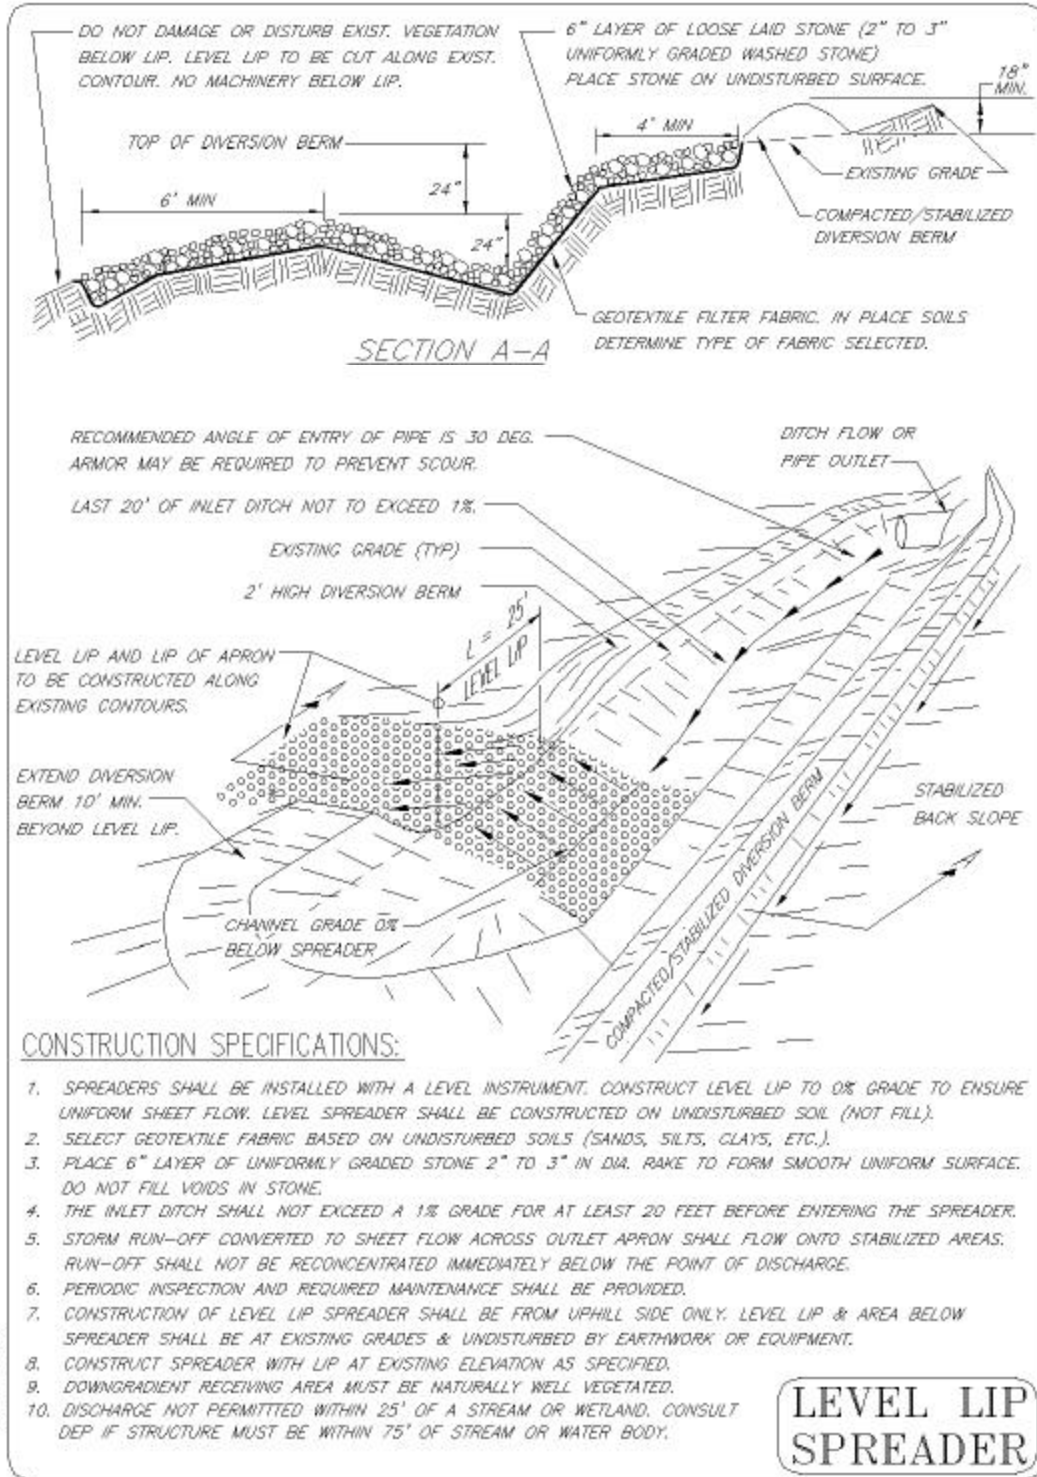 DO NOT DAMAGE OR DISTURB EXIST. VEGETATION
BELOW LIP. LEVEL LIP TO BE CUT ALONG EXIST.
CONTOUR. NO MACHINERY BELOW LIP.
6" LAYER OF LOOSE LAID STONE (2" TO 3"
UNIFORMLY GRADED WASHED STONE)
PLACE STONE ON UNDISTURBED SURFACE.
18"
MIN.
TOP OF DIVERSION BERM
4' MIN
24"
6' MIN
24"
EXISTING GRADE
COMPACTED/STABILIZED
DIVERSION BERM
GEOTEXTILE FILTER FABRIC. IN PLACE SOILS
DETERMINE TYPE OF FABRIC SELECTED.
SECTION A-A
RECOMMENDED ANGLE OF ENTRY OF PIPE IS 30 DEG.
ARMOR MAY BE REQUIRED TO PREVENT SCOUR.
DITCH FLOW OR
PIPE OUTLET
LAST 20' OF INLET DITCH NOT TO EXCEED 1%.
EXISTING GRADE (TYP)
2' HIGH DIVERSION BERM
L = 25'
LEVEL LIP
LEVEL LIP AND LIP OF APRON
TO BE CONSTRUCTED ALONG
EXISTING CONTOURS.
A
EXTEND DIVERSION
BERM 10' MIN.
BEYOND LEVEL LIP.
STABILIZED
BACK SLOPE
A
CHANNEL GRADE 0%
BELOW SPREADER
COMPACTED/STABILIZED DIVERSION BERM
CONSTRUCTION SPECIFICATIONS:
1. SPREADERS SHALL BE INSTALLED WITH A LEVEL INSTRUMENT. CONSTRUCT LEVEL LIP TO 0% GRADE TO ENSURE
UNIFORM SHEET FLOW. LEVEL SPREADER SHALL BE CONSTRUCTED ON UNDISTURBED SOIL (NOT FILL).
2. SELECT GEOTEXTILE FABRIC BASED ON UNDISTURBED SOILS (SANDS, SILTS, CLAYS, ETC.).
3. PLACE 6" LAYER OF UNIFORMLY GRADED STONE 2" TO 3" IN DIA. RAKE TO FORM SMOOTH UNIFORM SURFACE.
DO NOT FILL VOIDS IN STONE.
4. THE INLET DITCH SHALL NOT EXCEED A 1% GRADE FOR AT LEAST 20 FEET BEFORE ENTERING THE SPREADER.
5. STORM RUN-OFF CONVERTED TO SHEET FLOW ACROSS OUTLET APRON SHALL FLOW ONTO STABILIZED AREAS.
RUN-OFF SHALL NOT BE RECONCENTRATED IMMEDIATELY BELOW THE POINT OF DISCHARGE.
6. PERIODIC INSPECTION AND REQUIRED MAINTENANCE SHALL BE PROVIDED.
7. CONSTRUCTION OF LEVEL LIP SPREADER SHALL BE FROM UPHILL SIDE ONLY. LEVEL LIP & AREA BELOW
SPREADER SHALL BE AT EXISTING GRADES & UNDISTURBED BY EARTHWORK OR EQUIPMENT.
8. CONSTRUCT SPREADER WITH LIP AT EXISTING ELEVATION AS SPECIFIED.
9. DOWNGRADIENT RECEIVING AREA MUST BE NATURALLY WELL VEGETATED.
10. DISCHARGE NOT PERMITTTED WITHIN 25' OF A STREAM OR WETLAND. CONSULT
DEP IF STRUCTURE MUST BE WITHIN 75' OF STREAM OR WATER BODY.
LEVEL LIP
SPREADER